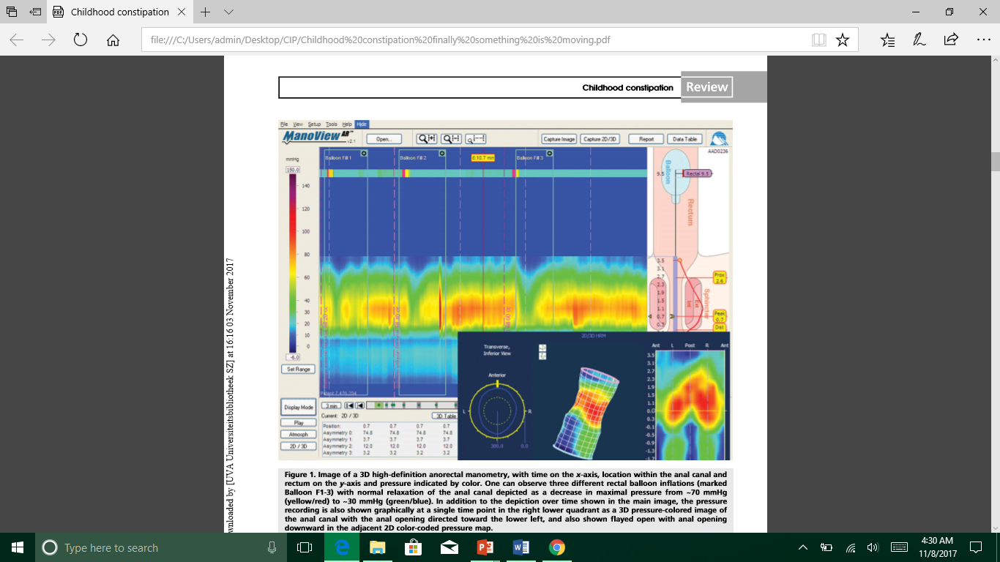 Childhood constipation
file:///C:/Users/admin/Desktop/CIP/Childhood%20constipation%20finally%20something%20is%20moving.pdf
Childhood constipation Review
File View Setup Tools Help Hide
ManoView AR™ v2.1 Open... Capture Image Capture 2D/3D Report Data Table
AAD0236
mmHg
150.0
140
120
100
80
60
40
30
20
10
0
-6.0
Set Range
Display Mode
Play
Atmosph
2D / 3D
Balloon Fill 1 Balloon Fill 2 6:10.7 min Balloon Fill 3
Balloon
9.5 Rectal 9.5
Rectum
3.5
3.1
2.7
2.3
1.9
1.5
1.1
0.7
Prox
2.6
Sphincter
Ext
Int
Peak
0.7
Dist
3 min
Current: 2D / 3D 3D Table
Position: 0.7 0.7 0.7 0.7
Asymmetry 0: 74.8 74.8 74.8 74.8
Asymmetry 1: 3.7 3.7 3.7 3.7
Asymmetry 2: 12.0 12.0 12.0 12.0
Asymmetry 3: 3.2 3.2 3.2 3.2
2D/3D HRM
Transverse,
Inferior View
Anterior
L R
300.0 0.0
Ant L Post R Ant
3.5
3.1
2.7
2.3
1.9
1.5
1.1
0.7
0.3
-0.1
-0.5
-0.9
-1.3
-1.7
wnloaded by [UVA Universiteitsbibliotheek SZ] at 16:16 03 November 2017
Figure 1. Image of a 3D high-definition anorectal manometry, with time on the x-axis, location within the anal canal and
rectum on the y-axis and pressure indicated by color. One can observe three different rectal balloon inflations (marked
Balloon F1-3) with normal relaxation of the anal canal depicted as a decrease in maximal pressure from ~70 mmHg
(yellow/red) to ~30 mmHg (green/blue). In addition to the depiction over time shown in the main image, the pressure
recording is also shown graphically at a single time point in the right lower quadrant as a 3D pressure-colored image of
the anal canal with the anal opening directed toward the lower left, and also shown flayed open with anal opening
downward in the adjacent 2D color-coded pressure map.
Type here to search
4:30 AM
11/8/2017